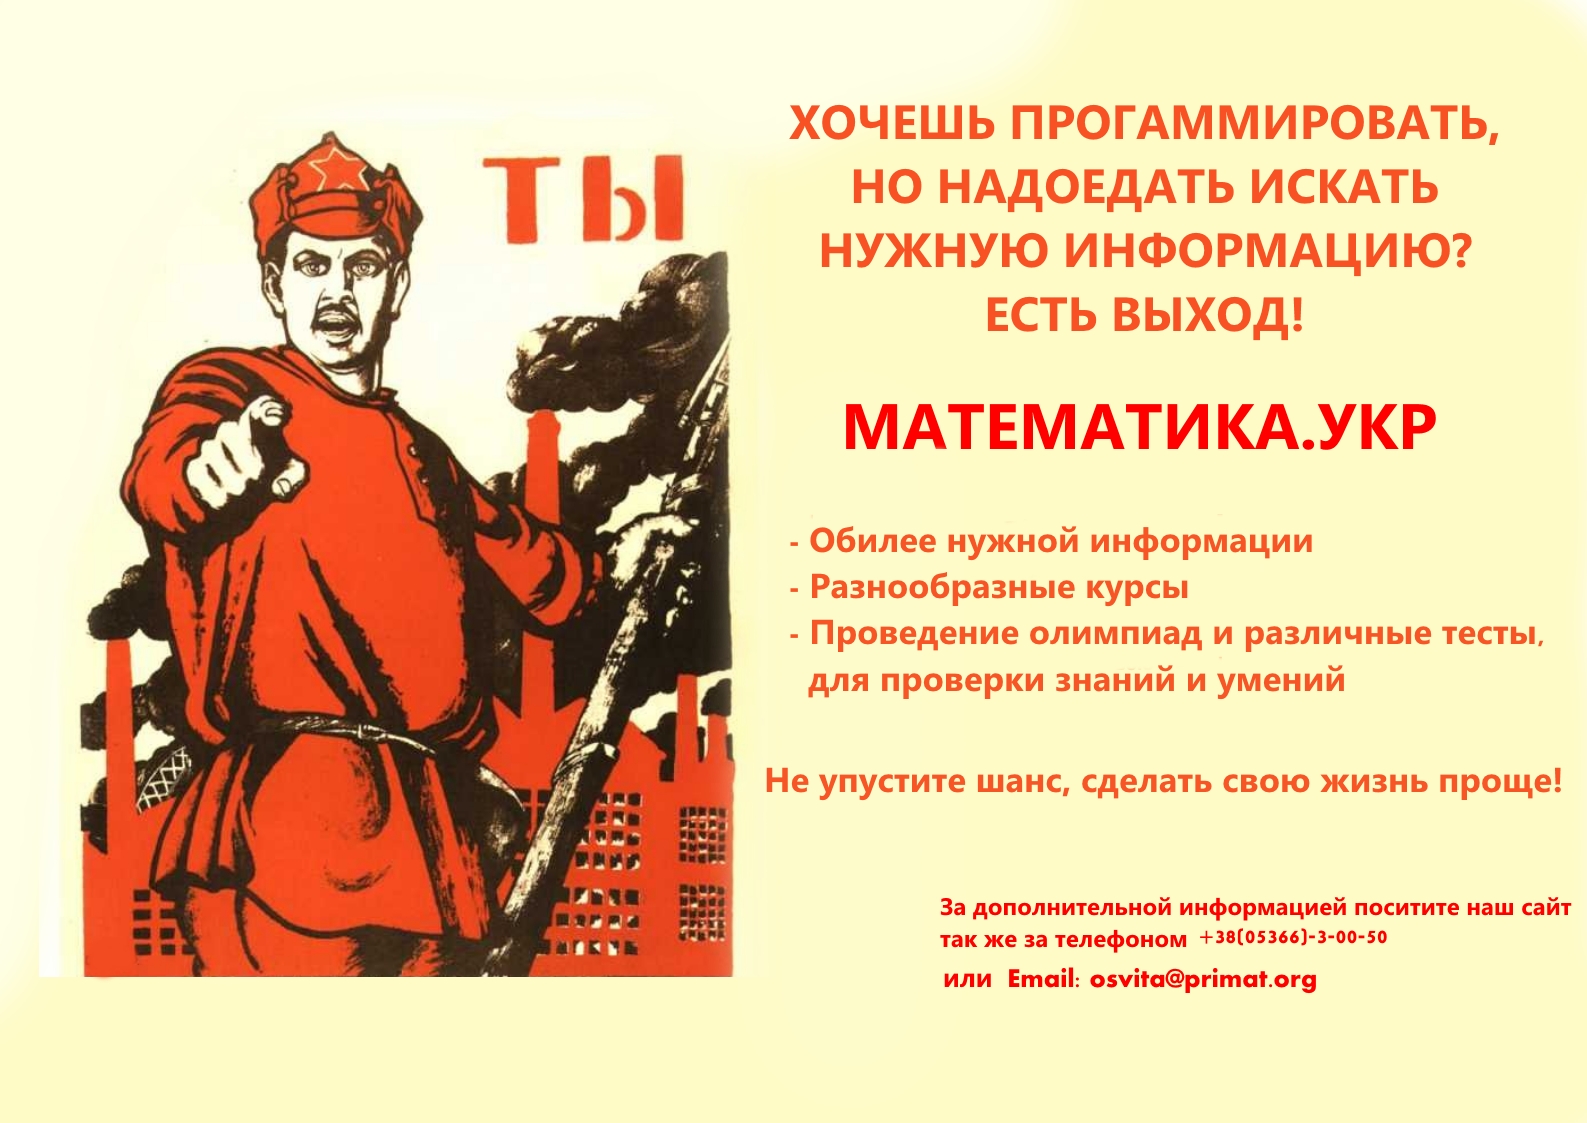 ТЫ
ХОЧЕШЬ ПРОГАММИРОВАТЬ,
НО НАДОЕДАТЬ ИСКАТЬ
НУЖНУЮ ИНФОРМАЦИЮ?
ЕСТЬ ВЫХОД!
МАТЕМАТИКА.УКР
- Обилее нужной информации
- Разнообразные курсы
- Проведение олимпиад и различные тесты,
для проверки знаний и умений
Не упустите шанс, сделать свою жизнь проще!
За дополнительной информацией поситите наш сайт
так же за телефоном +38(05366)-3-00-50
или Email: osvita@primat.org